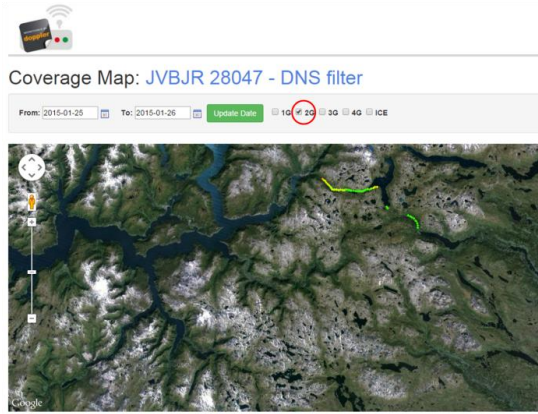 doppler
Coverage Map: JVBJR 28047 - DNS filter
From: 2015-01-25 To: 2015-01-26 Update Date 1G 2G 3G 4G ICE
Google